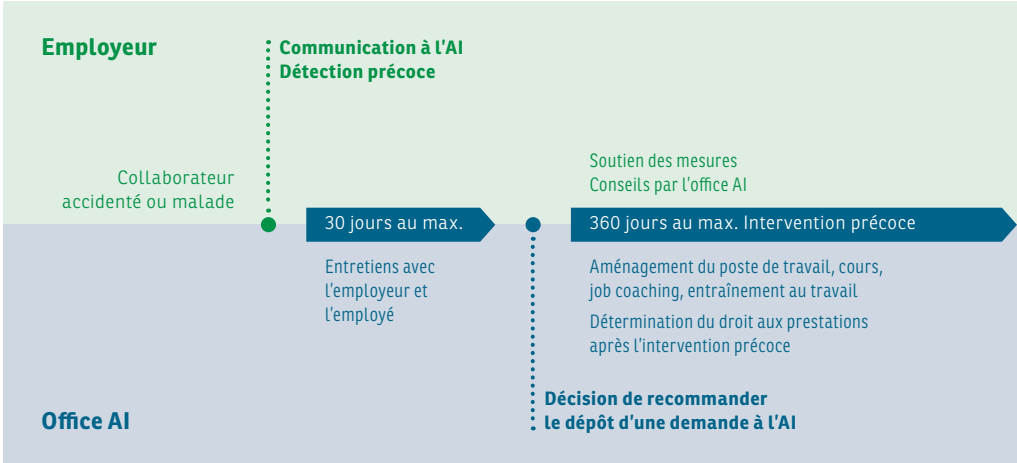 Employeur
Communication à l'AI
Détection précoce
Collaborateur
accidenté ou malade
Soutien des mesures
Conseils par l'office AI
30 jours au max.
360 jours au max. Intervention précoce
Entretiens avec
l'employeur et
l'employé
Aménagement du poste de travail, cours,
job coaching, entraînement au travail
Détermination du droit aux prestations
après l'intervention précoce
Décision de recommander
le dépôt d'une demande à l'AI
Office AI